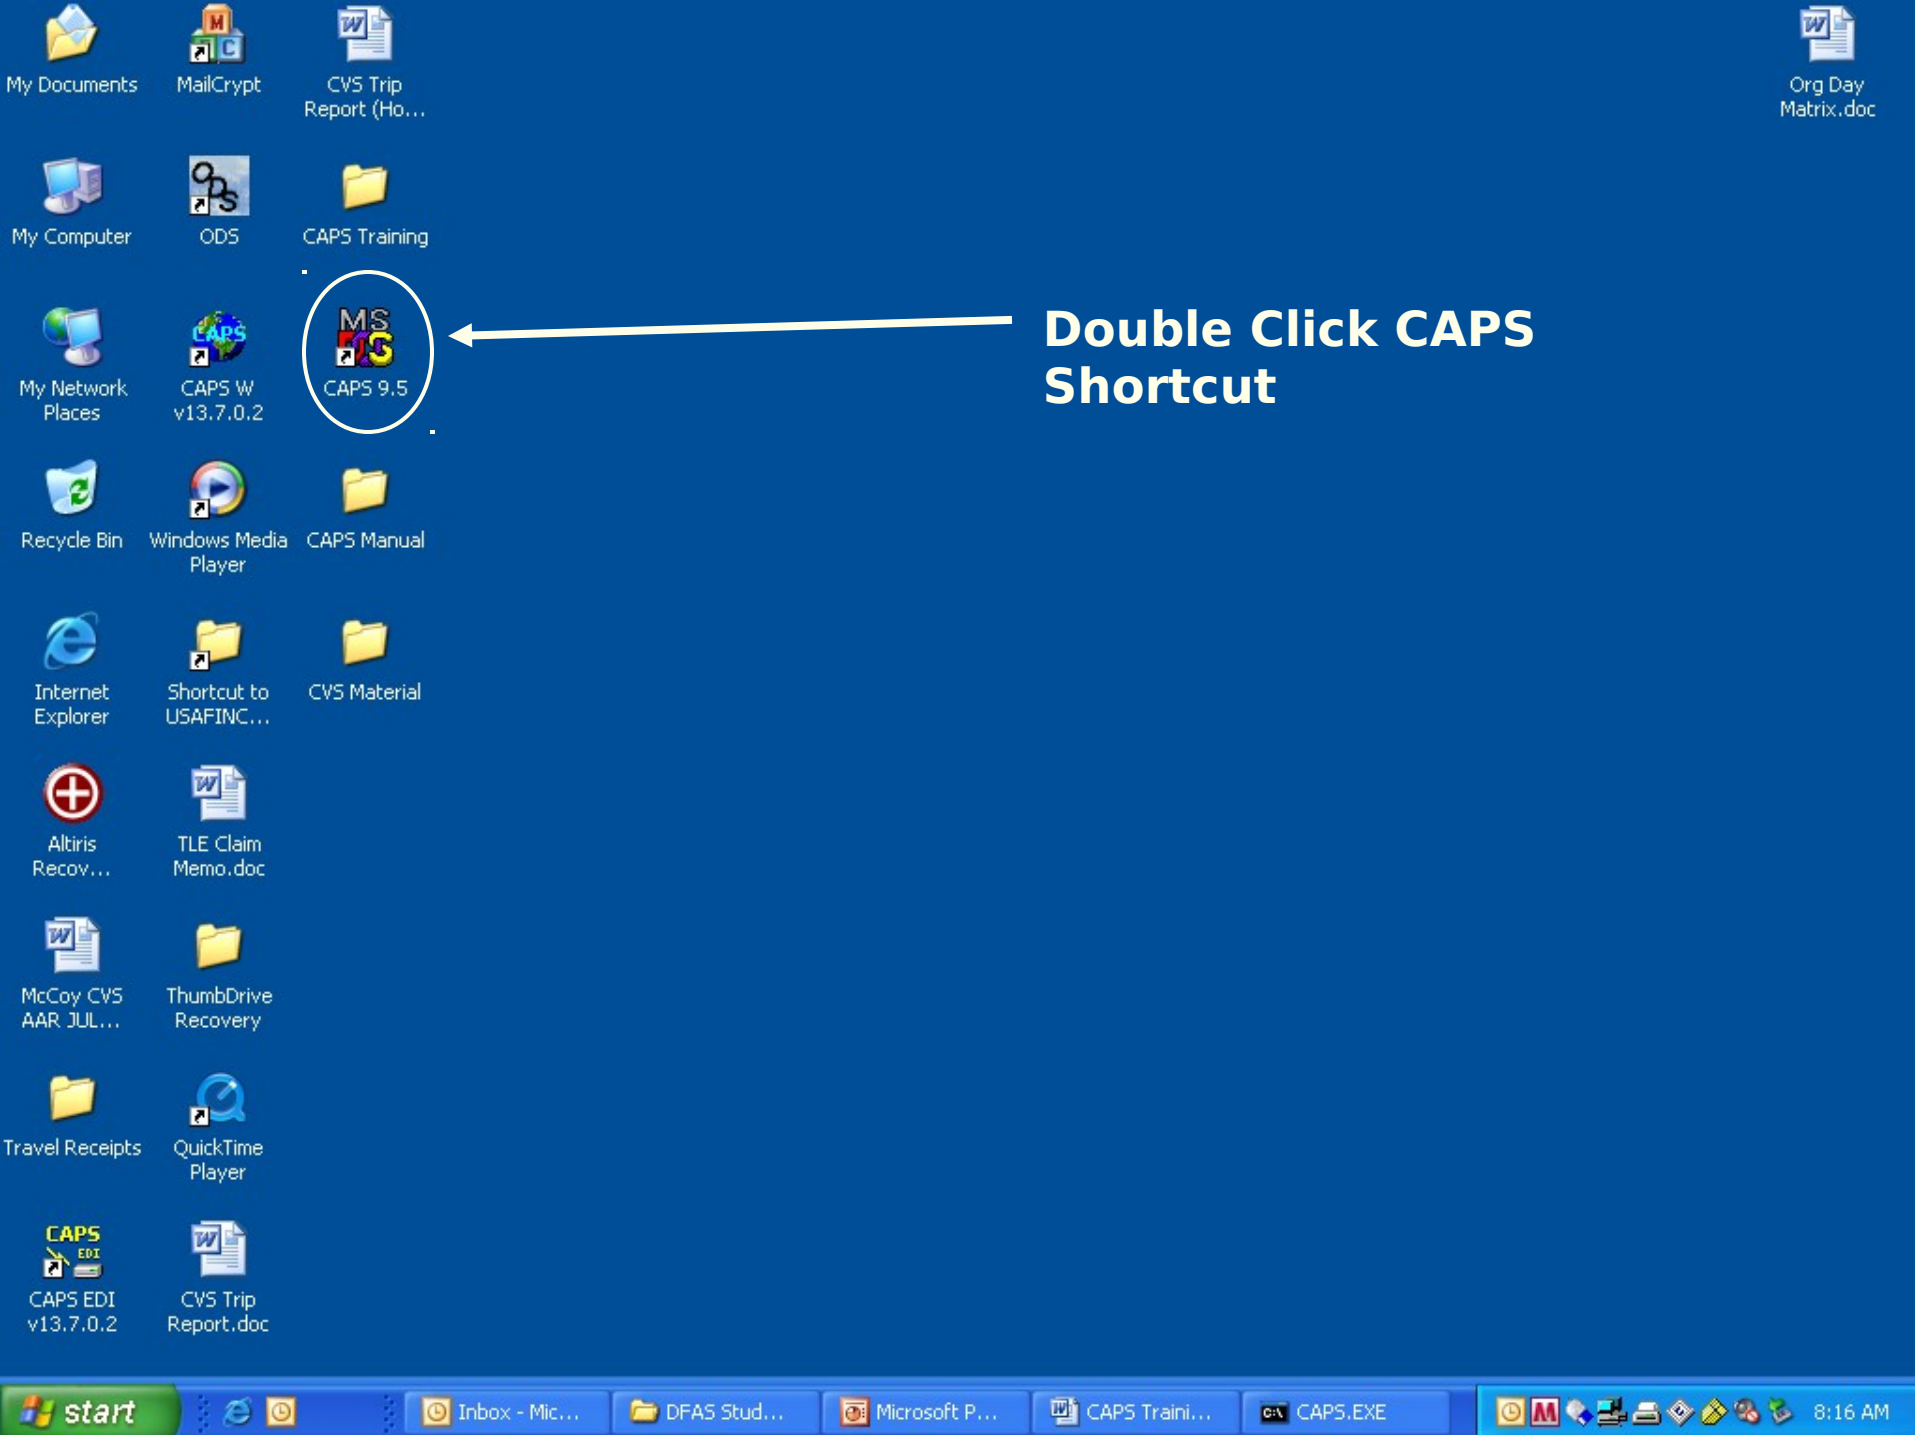 My Documents
MailCrypt
CVS Trip
Report (Ho...
Org Day
Matrix.doc
My Computer
ODS
CAPS Training
MS
CAPS
My Network
Places
CAPS W
v13.7.0.2
CAPS 9.5
Double Click CAPS
Shortcut
Recycle Bin
Windows Media
Player
CAPS Manual
Internet
Explorer
Shortcut to
USAFINC...
CVS Material
Altiris
Recov...
TLE Claim
Memo.doc
McCoy CVS
AAR JUL...
ThumbDrive
Recovery
Travel Receipts
QuickTime
Player
CAPS
EDI
CAPS EDI
v13.7.0.2
CVS Trip
Report.doc
start
Inbox - Mic...
DFAS Stud...
Microsoft P...
CAPS Traini...
CAPS.EXE
8:16 AM